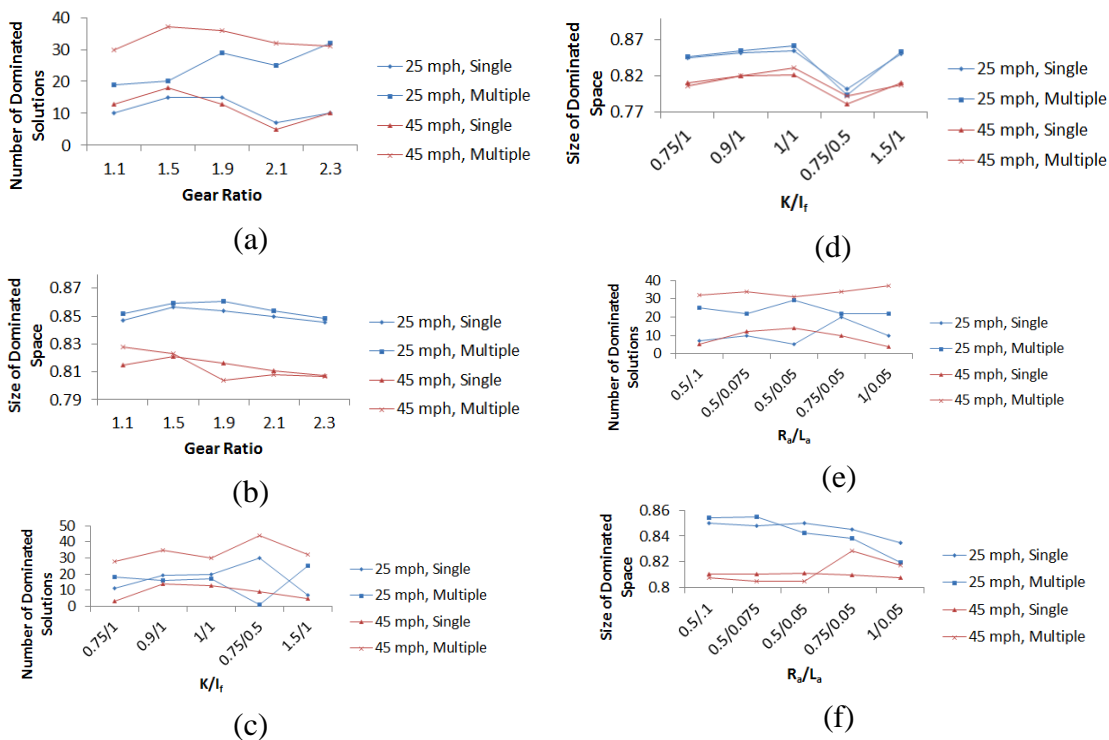 Number of Dominated
Solutions
40
30
20
10
0
1.1 1.5 1.9 2.1 2.3
Gear Ratio
25 mph, Single
25 mph, Multiple
45 mph, Single
45 mph, Multiple
(a)
Size of Dominated
Space
0.87
0.85
0.83
0.81
0.79
1.1 1.5 1.9 2.1 2.3
Gear Ratio
25 mph, Single
25 mph, Multiple
45 mph, Single
45 mph, Multiple
(b)
Number of Dominated
Solutions
50
40
30
20
10
0
0.75/1 0.9/1 1/1 0.75/0.5 1.5/1
K/If
25 mph, Single
25 mph, Multiple
45 mph, Single
45 mph, Multiple
(c)
Size of Dominated
Space
0.87
0.82
0.77
0.75/1 0.9/1 1/1 0.75/0.5 1.5/1
K/If
25 mph, Single
25 mph, Multiple
45 mph, Single
45 mph, Multiple
(d)
Number of Dominated
Solutions
40
30
20
10
0
0.5/.1 0.5/0.075 0.5/0.05 0.75/0.05 1/0.05
Ra/La
25 mph, Single
25 mph, Multiple
45 mph, Single
45 mph, Multiple
(e)
Size of Dominated
Space
0.86
0.84
0.82
0.8
0.5/.1 0.5/0.075 0.5/0.05 0.75/0.05 1/0.05
Ra/La
25 mph, Single
25 mph, Multiple
45 mph, Single
45 mph, Multiple
(f)